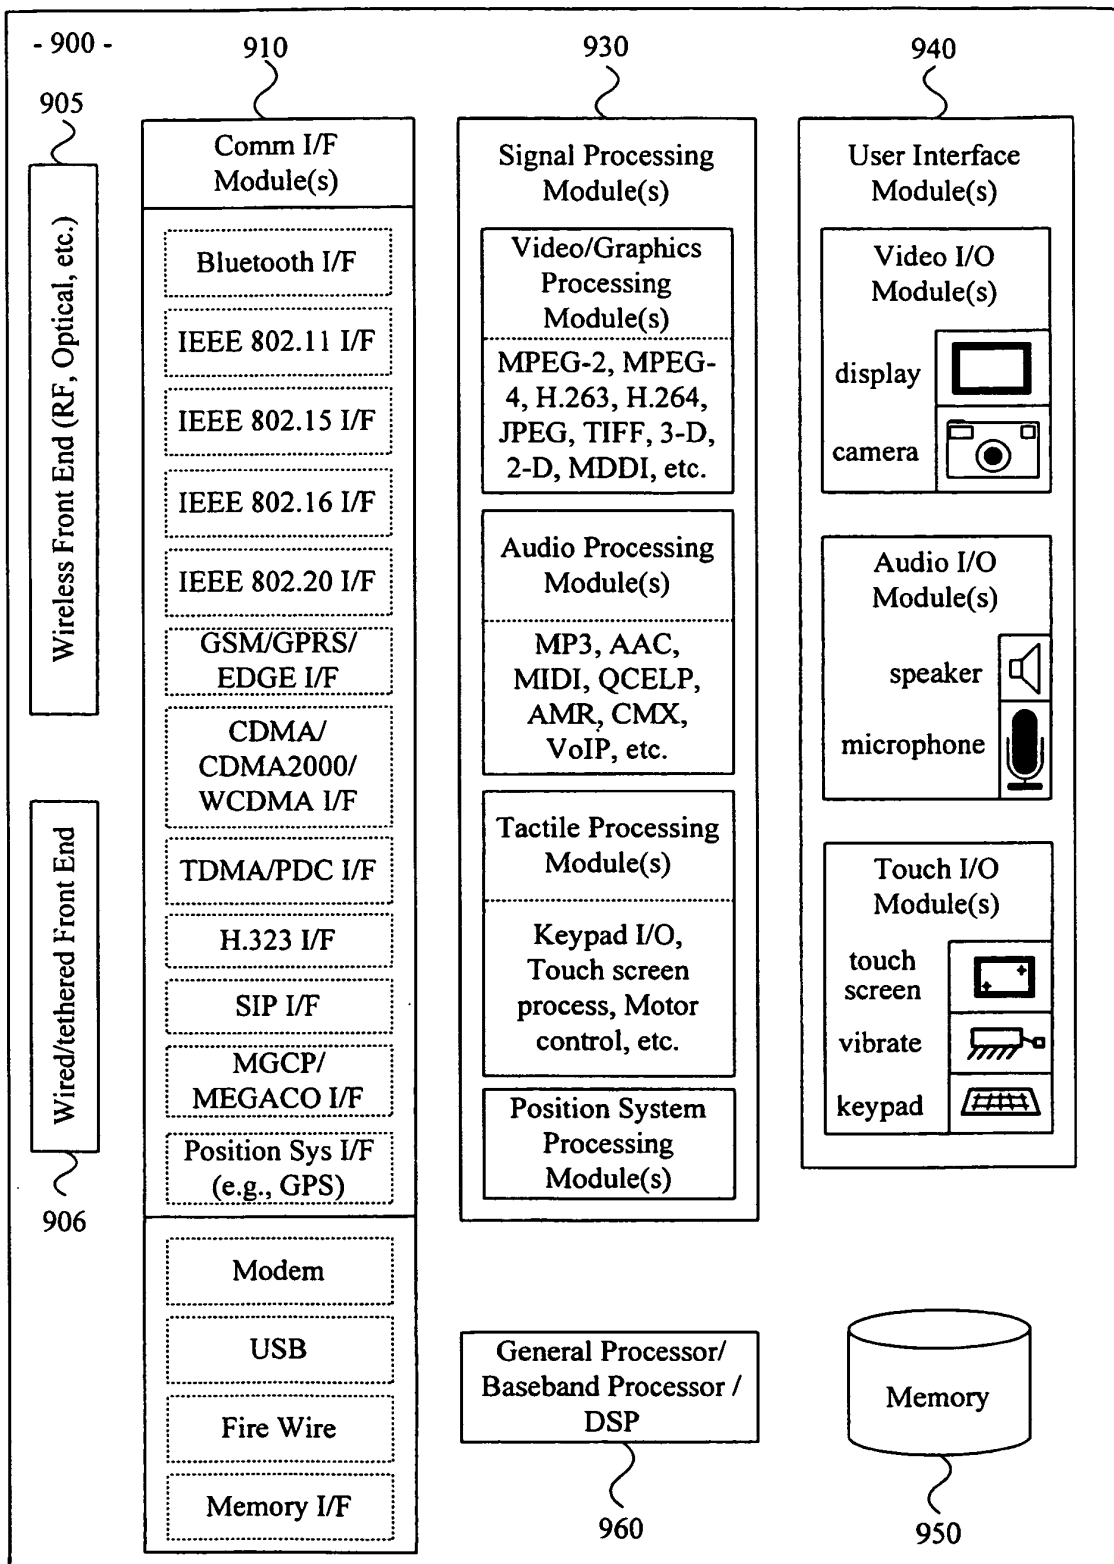 - 900 -
905
Wireless Front End (RF, Optical, etc.)
Wired/tethered Front End
906
910
Comm I/F
Module(s)
Bluetooth I/F
IEEE 802.11 I/F
IEEE 802.15 I/F
IEEE 802.16 I/F
IEEE 802.20 I/F
GSM/GPRS/
EDGE I/F
CDMA/
CDMA2000/
WCDMA I/F
TDMA/PDC I/F
H.323 I/F
SIP I/F
MGCP/
MEGACO I/F
Position Sys I/F
(e.g., GPS)
Modem
USB
Fire Wire
Memory I/F
930
Signal Processing
Module(s)
Video/Graphics
Processing
Module(s)
MPEG-2, MPEG-
4, H.263, H.264,
JPEG, TIFF, 3-D,
2-D, MDDI, etc.
Audio Processing
Module(s)
MP3, AAC,
MIDI, QCELP,
AMR, CMX,
VoIP, etc.
Tactile Processing
Module(s)
Keypad I/O,
Touch screen
process, Motor
control, etc.
Position System
Processing
Module(s)
General Processor/
Baseband Processor /
DSP
960
940
User Interface
Module(s)
Video I/O
Module(s)
display
camera
Audio I/O
Module(s)
speaker
microphone
Touch I/O
Module(s)
touch
screen
vibrate
keypad
Memory
950